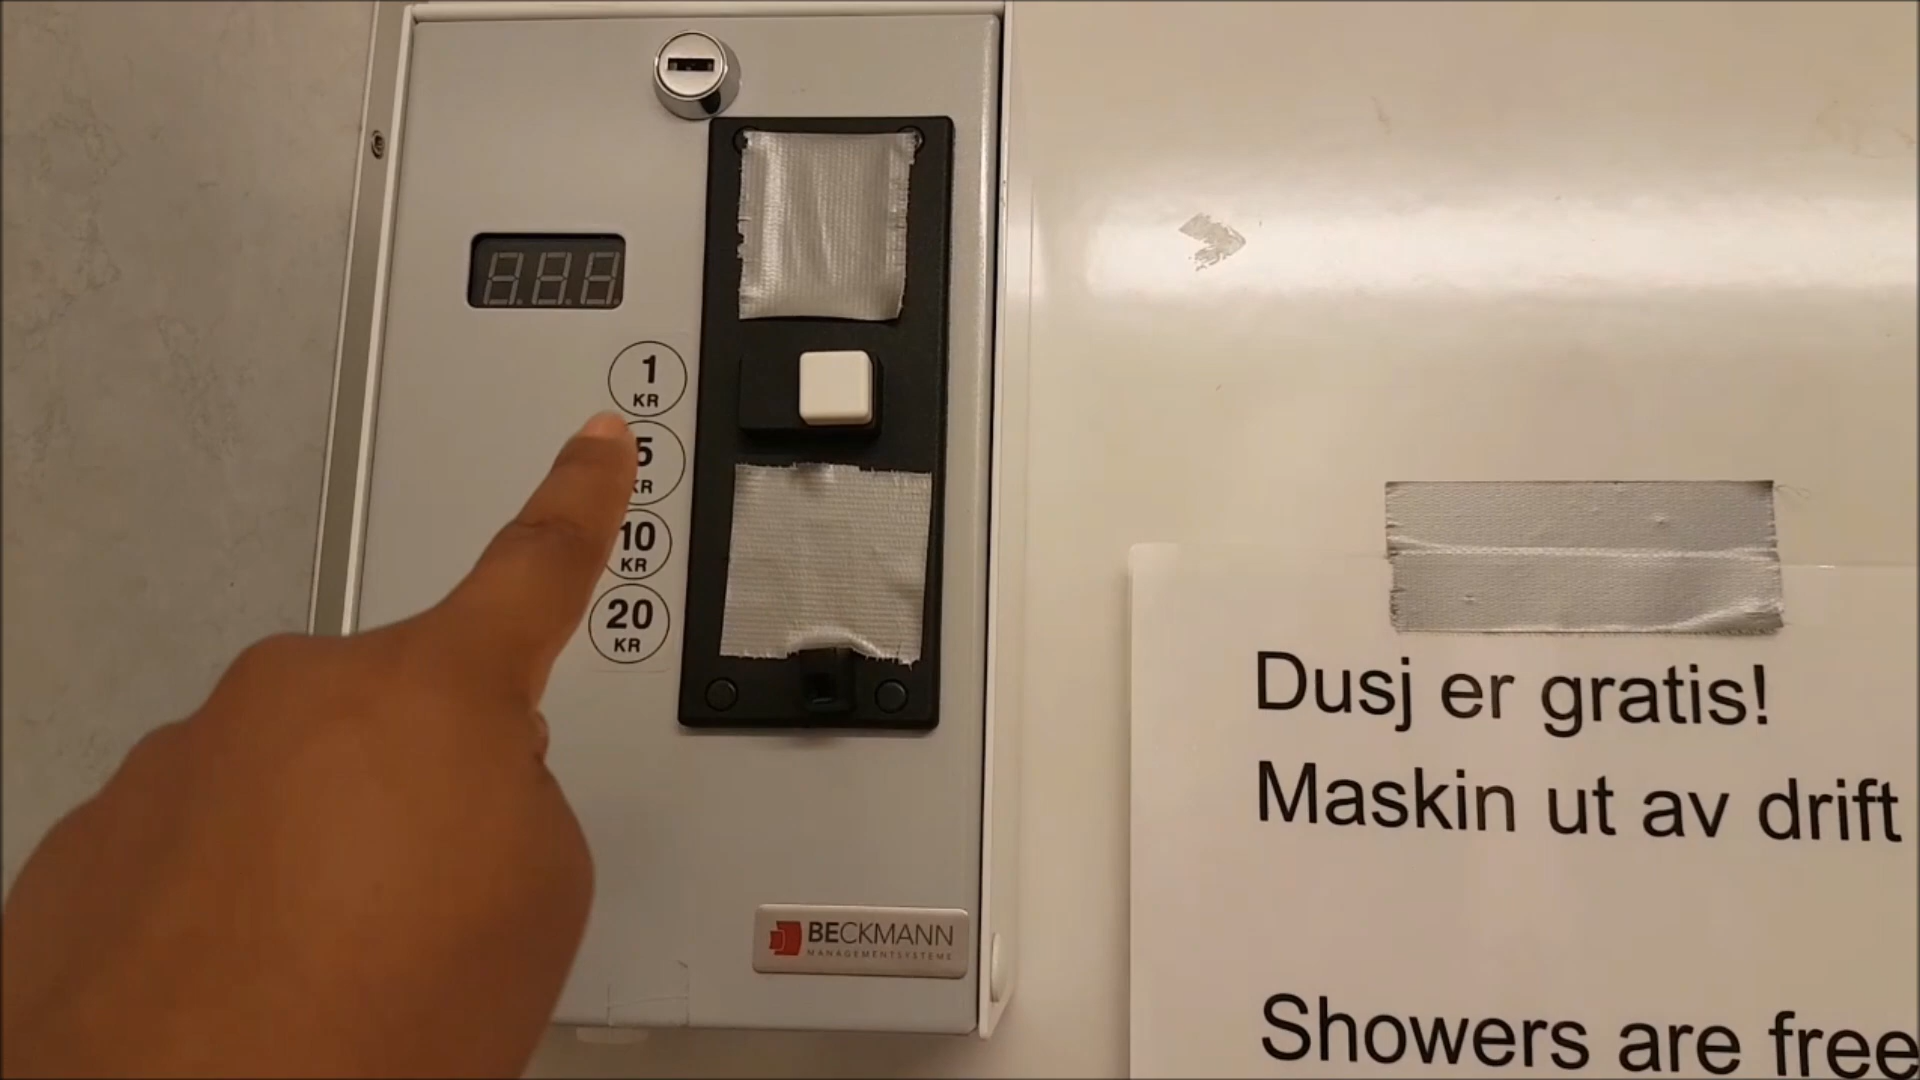 1
KR
5
KR
10
KR
20
KR
BECKMANN
MANAGEMENTSYSTEME
Dusj er gratis!
Maskin ut av drift
Showers are free